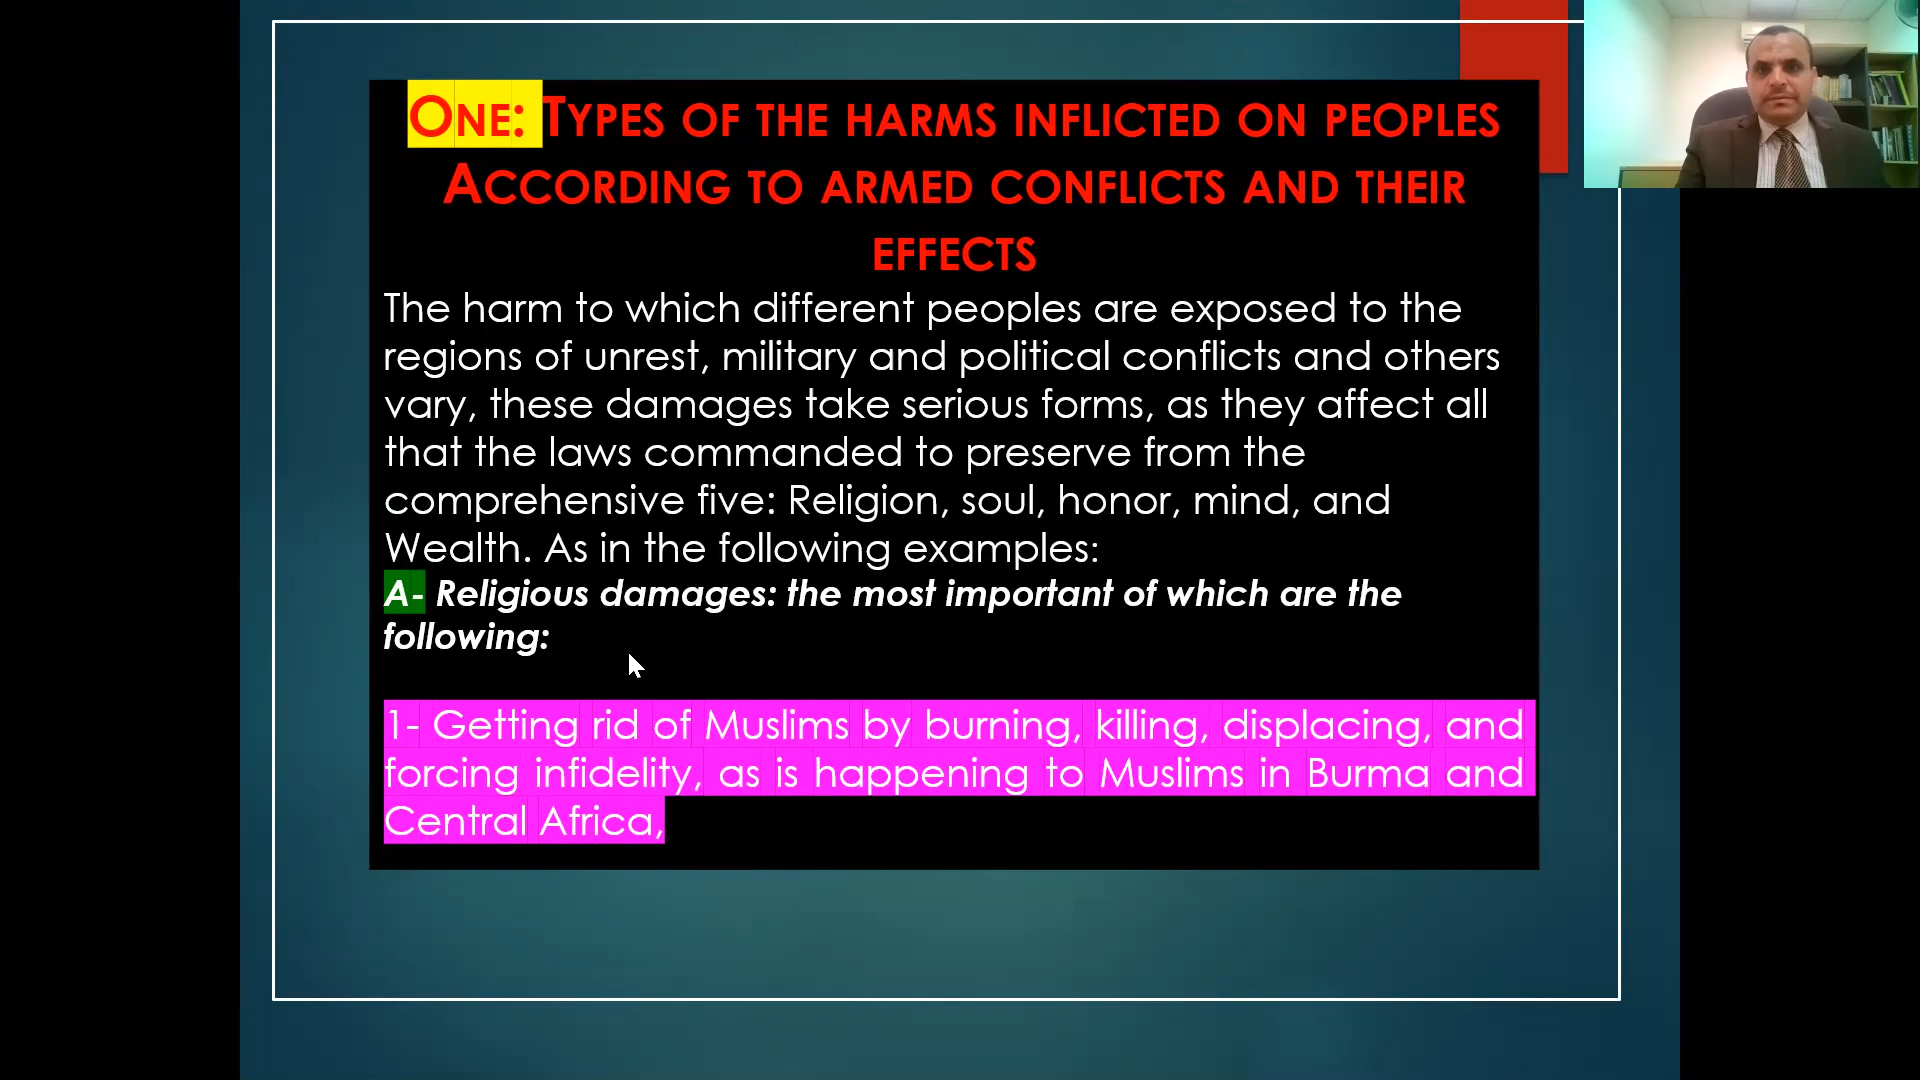 One: Types of the harms inflicted on peoples
According to armed conflicts and their
effects
The harm to which different peoples are exposed to the
regions of unrest, military and political conflicts and others
vary, these damages take serious forms, as they affect all
that the laws commanded to preserve from the
comprehensive five: Religion, soul, honor, mind, and
Wealth. As in the following examples:
A- Religious damages: the most important of which are the
following:
1- Getting rid of Muslims by burning, killing, displacing, and
forcing infidelity, as is happening to Muslims in Burma and
Central Africa,